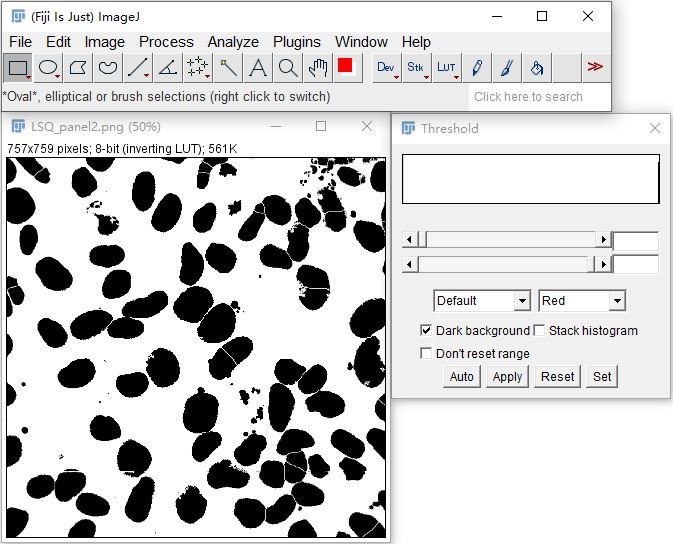 (Fiji Is Just) ImageJ
File Edit Image Process Analyze Plugins Window Help
Dev Stk LUT >>
*Oval*, elliptical or brush selections (right click to switch)
Click here to search
LSQ_panel2.png (50%)
757x759 pixels; 8-bit (inverting LUT); 561K
Threshold
Default Red
Dark background Stack histogram
Don't reset range
Auto Apply Reset Set